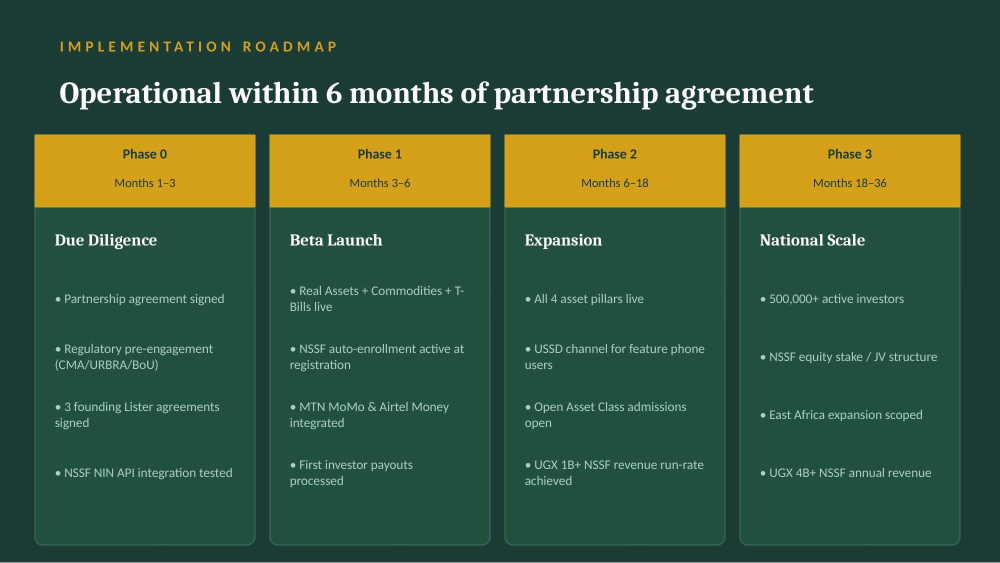 IMPLEMENTATION ROADMAP
Operational within 6 months of partnership agreement
Phase 0
Months 1–3
Due Diligence
• Partnership agreement signed
• Regulatory pre-engagement
(CMA/URBRA/BoU)
• 3 founding Lister agreements
signed
• NSSF NIN API integration tested
Phase 1
Months 3–6
Beta Launch
• Real Assets + Commodities + T-
Bills live
• NSSF auto-enrollment active at
registration
• MTN MoMo & Airtel Money
integrated
• First investor payouts
processed
Phase 2
Months 6–18
Expansion
• All 4 asset pillars live
• USSD channel for feature phone
users
• Open Asset Class admissions
open
• UGX 1B+ NSSF revenue run-rate
achieved
Phase 3
Months 18–36
National Scale
• 500,000+ active investors
• NSSF equity stake / JV structure
• East Africa expansion scoped
• UGX 4B+ NSSF annual revenue